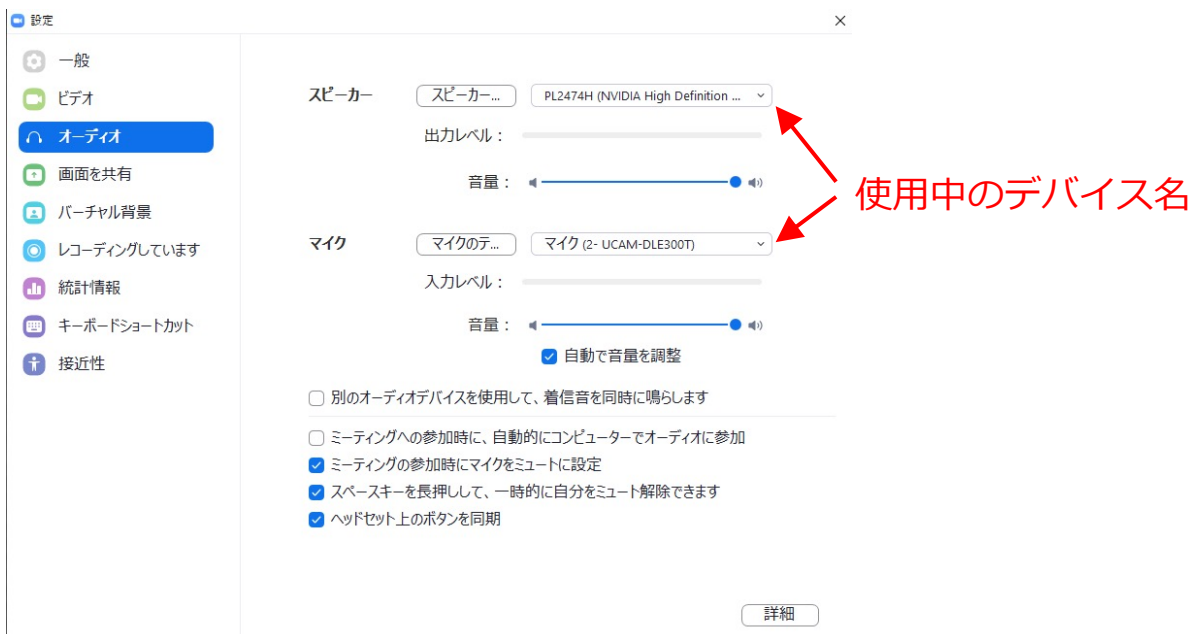 設定
一般
ビデオ
オーディオ
画面を共有
バーチャル背景
レコーディングしています
統計情報
キーボードショートカット
接近性
スピーカー スピーカー... PL2474H (NVIDIA High Definition ...
出力レベル：
音量：
マイク マイクのテ... マイク (2- UCAM-DLE300T)
入力レベル：
音量：
自動で音量を調整
別のオーディオデバイスを使用して、着信音を同時に鳴らします
ミーティングへの参加時に、自動的にコンピューターでオーディオに参加
ミーティングの参加時にマイクをミュートに設定
スペースキーを長押しして、一時的に自分をミュート解除できます
ヘッドセット上のボタンを同期
詳細
使用中のデバイス名